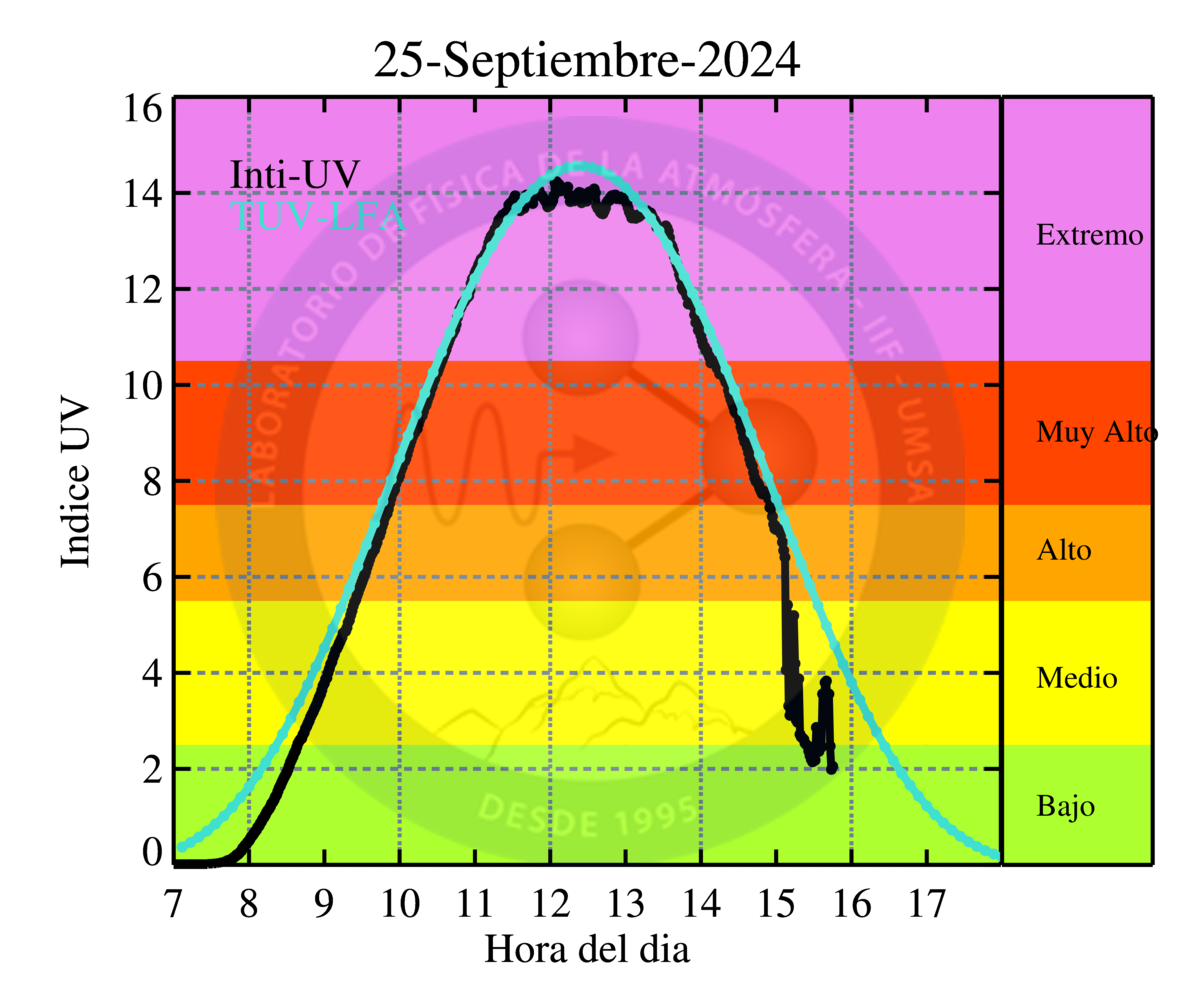 25-Septiembre-2024
16
14
12
10
8
6
4
2
0
Indice UV
Inti-UV
TUV-LFA
LABORATORIO DE FÍSICA DE LA ATMÓSFERA - IIF - UMSA
DESDE 1995
Extremo
Muy Alto
Alto
Medio
Bajo
7 8 9 10 11 12 13 14 15 16 17
Hora del dia